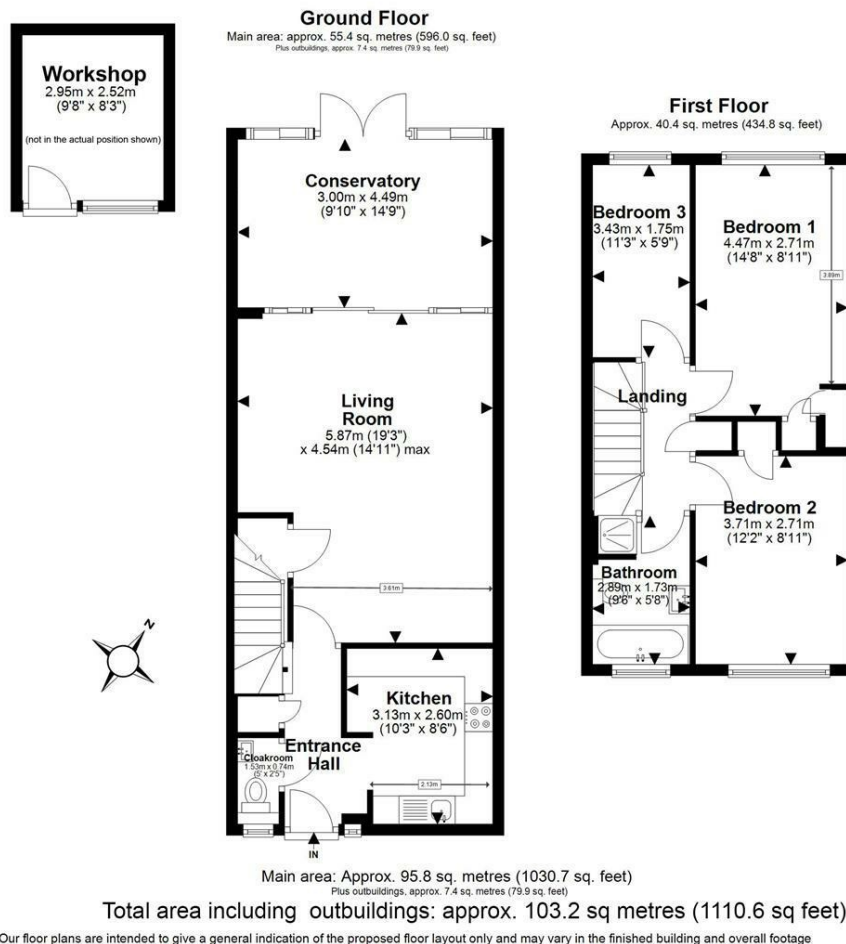 Ground Floor
Main area: approx. 55.4 sq. metres (596.0 sq. feet)
Plus outbuildings, approx. 7.4 sq. metres (79.9 sq. feet)
Workshop
2.95m x 2.52m
(9'8" x 8'3")
(not in the actual position shown)
Conservatory
3.00m x 4.49m
(9'10" x 14'9")
Living
Room
5.87m (19'3")
x 4.54m (14'11") max
3.61m
N
Kitchen
3.13m x 2.60m
(10'3" x 8'6")
2.13m
Entrance
Hall
Cloakroom
1.53m x 0.74m
(5' x 2'5")
IN
First Floor
Approx. 40.4 sq. metres (434.8 sq. feet)
Bedroom 3
3.43m x 1.75m
(11'3" x 5'9")
Bedroom 1
4.47m x 2.71m
(14'8" x 8'11")
3.89m
Landing
Bedroom 2
3.71m x 2.71m
(12'2" x 8'11")
Bathroom
2.89m x 1.73m
(9'6" x 5'8")
Main area: Approx. 95.8 sq. metres (1030.7 sq. feet)
Plus outbuildings, approx. 7.4 sq. metres (79.9 sq. feet)
Total area including outbuildings: approx. 103.2 sq metres (1110.6 sq feet)
Our floor plans are intended to give a general indication of the proposed floor layout only and may vary in the finished building and overall footage